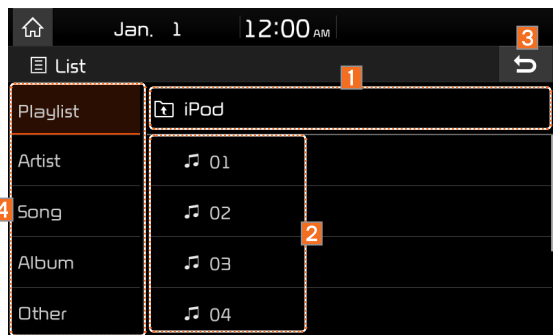 Jan. 1 12:00 AM
3
List
1
Playlist
iPod
Artist
01
4
Song
02
2
Album
03
Other
04